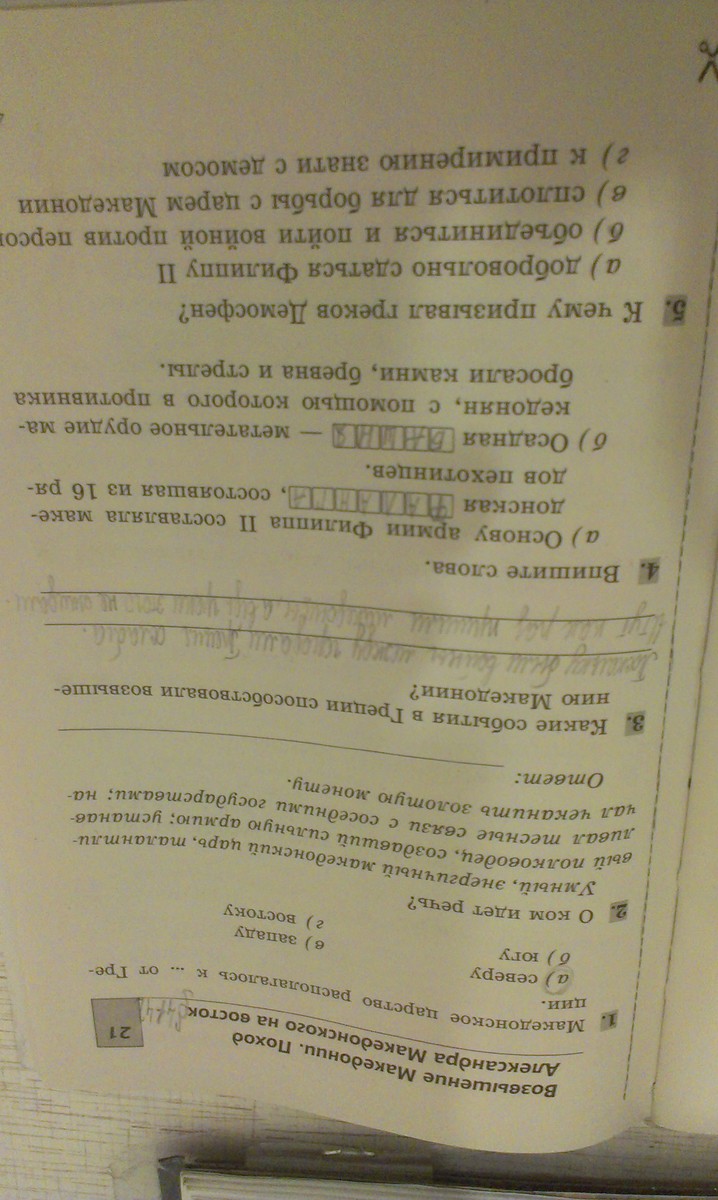 Возвышение Македонии. Поход
Александра Македонского на восток
21
1. Македонское царство располагалось к ... от Гре-
ции.
а) северу
б) югу
в) западу
г) востоку
2. О ком идет речь?
Умный, энергичный македонский царь, талантли-
вый полководец, создавший сильную армию; устанав-
ливал тесные связи с соседними государствами; на-
чал чеканить золотую монету.
Ответ:
3. Какие события в Греции способствовали возвыше-
нию Македонии?
4. Впишите слова.
а) Основу армии Филиппа II составляла маке-
донская, состоявшая из 16 ря-
дов пехотинцев.
б) Осадная — метательное орудие ма-
кедонян, с помощью которого в противника
бросали камни, бревна и стрелы.
5. К чему призывал греков Демосфен?
а) добровольно сдаться Филиппу II
б) объединиться и пойти войной против персов
в) сплотиться для борьбы с царем Македонии
г) к примирению знати с демосом